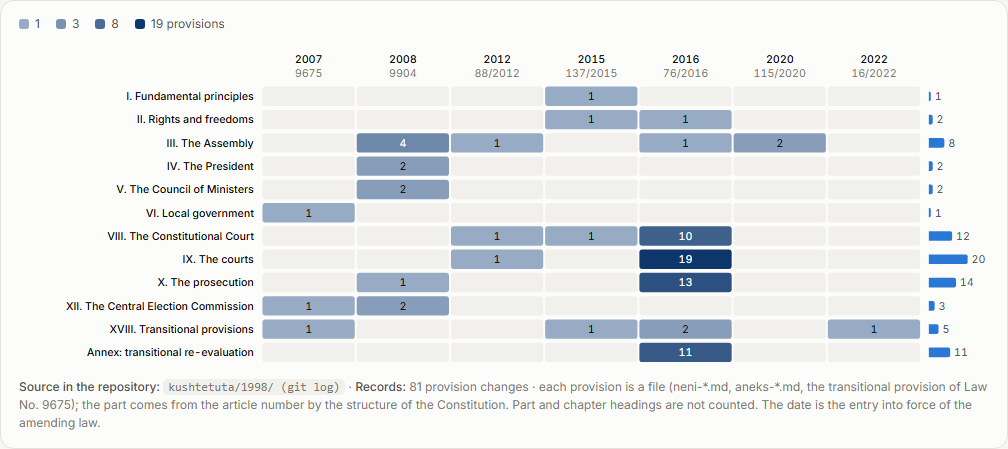 1 3 8 19 provisions
2007 2008 2012 2015 2016 2020 2022
9675 9904 88/2012 137/2015 76/2016 115/2020 16/2022
I. Fundamental principles 1 1
II. Rights and freedoms 1 1 2
III. The Assembly 4 1 1 2 8
IV. The President 2 2
V. The Council of Ministers 2 2
VI. Local government 1 1
VIII. The Constitutional Court 1 1 10 12
IX. The courts 1 19 20
X. The prosecution 1 13 14
XII. The Central Election Commission 1 2 3
XVIII. Transitional provisions 1 1 2 1 5
Annex: transitional re-evaluation 11 11
Source in the repository: kushtetuta/1998/ (git log) · Records: 81 provision changes · each provision is a file (neni-*.md, aneks-*.md, the transitional provision of Law
No. 9675); the part comes from the article number by the structure of the Constitution. Part and chapter headings are not counted. The date is the entry into force of the
amending law.